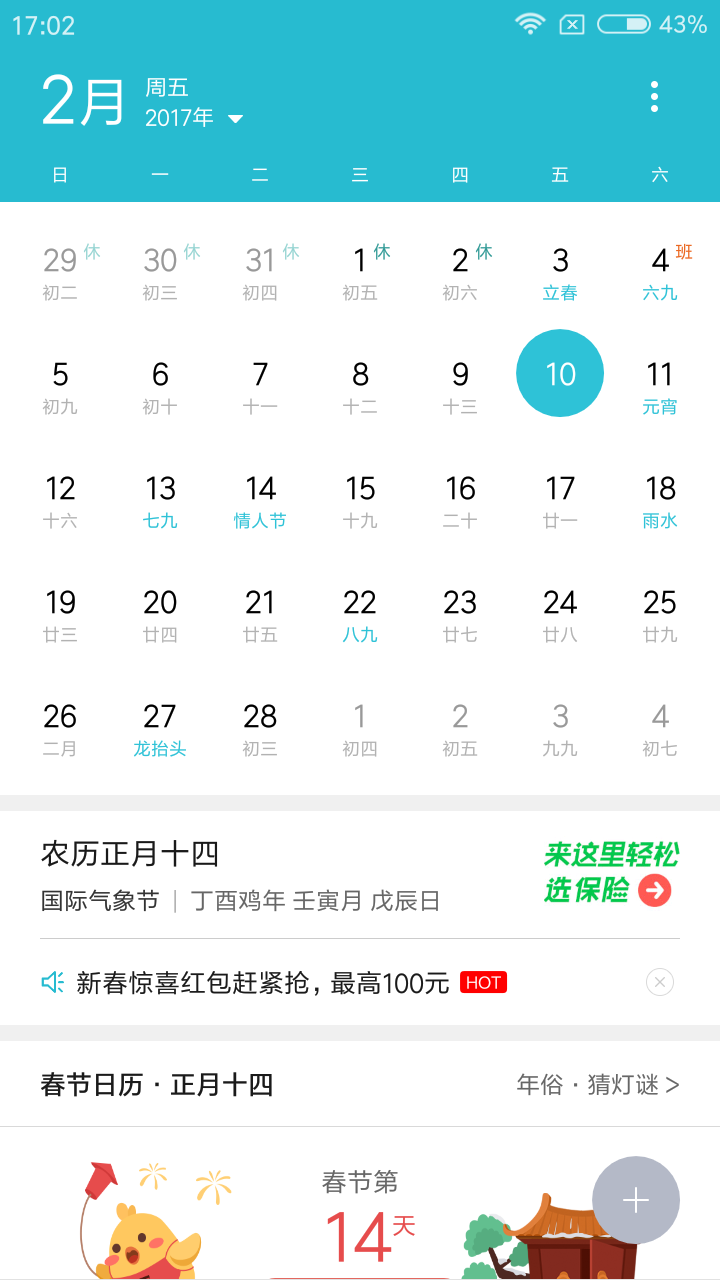 17:02 43%
2月 周五
2017年
日 一 二 三 四 五 六
29 休 30 休 31 休 1 休 2 休 3 4 班
初二 初三 初四 初五 初六 立春 六九
5 6 7 8 9 10 11
初九 初十 十一 十二 十三 元宵
12 13 14 15 16 17 18
十六 七九 情人节 十九 二十 廿一 雨水
19 20 21 22 23 24 25
廿三 廿四 廿五 八九 廿七 廿八 廿九
26 27 28 1 2 3 4
二月 龙抬头 初三 初四 初五 九九 初七
农历正月十四
国际气象节 | 丁酉鸡年 壬寅月 戊辰日
来这里轻松
选保险
新春惊喜红包赶紧抢，最高100元 HOT
春节日历 · 正月十四 年俗 · 猜灯谜 >
春节第
14天